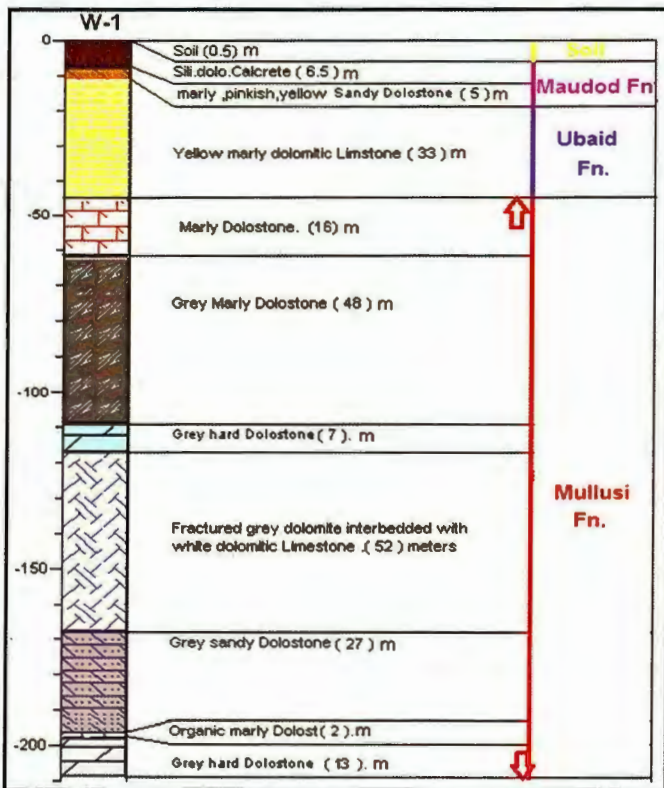 W-1
0
Soil (0.5) m
Soil
Sili.dolo.Calcrete ( 6.5 ) m
marly ,pinkish,yellow Sandy Dolostone ( 5 ) m
Maudod Fn
Yellow marly dolomitic Limstone ( 33 ) m
Ubaid
Fn.
-50
Marly Dolostone. (16) m
Grey Marly Dolostone ( 48 ) m
-100
Grey hard Dolostone ( 7 ). m
Fractured grey dolomite interbedded with
white dolomitic Limestone .( 52 ) meters
Mullusi
Fn.
-150
Grey sandy Dolostone ( 27 ) m
Organic marly Dolost( 2 ). m
-200
Grey hard Dolostone ( 13 ). m